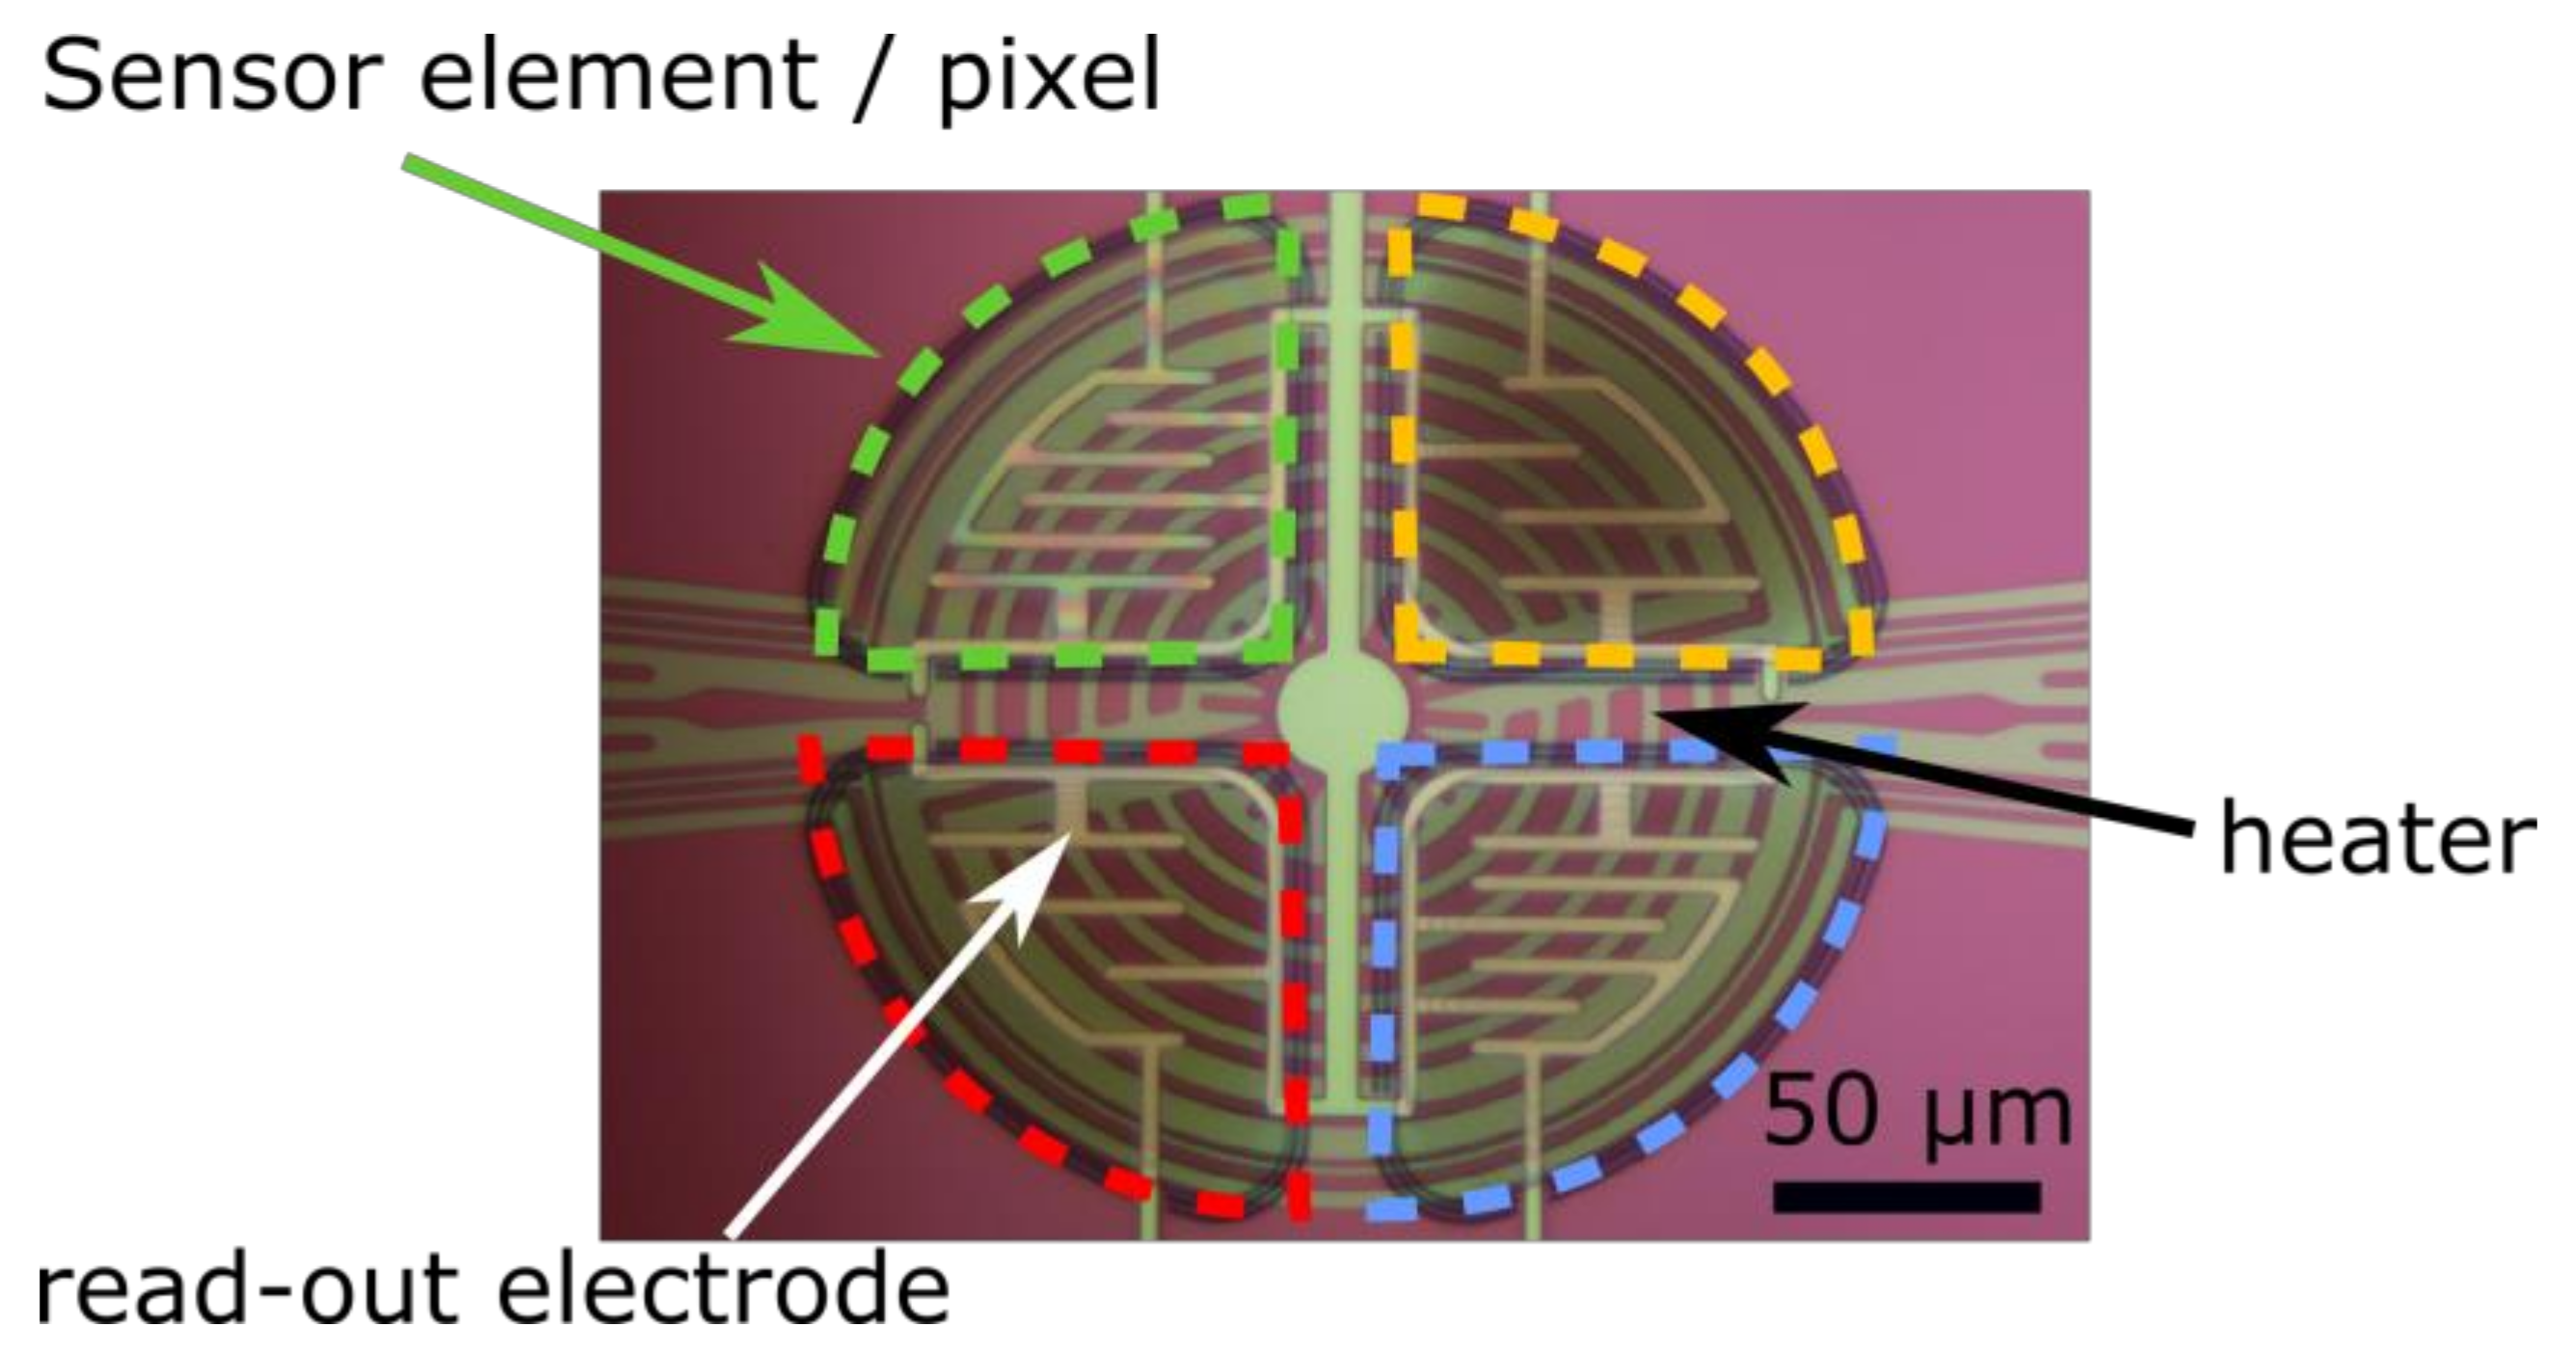 Sensor element / pixel
heater
50 µm
read-out electrode